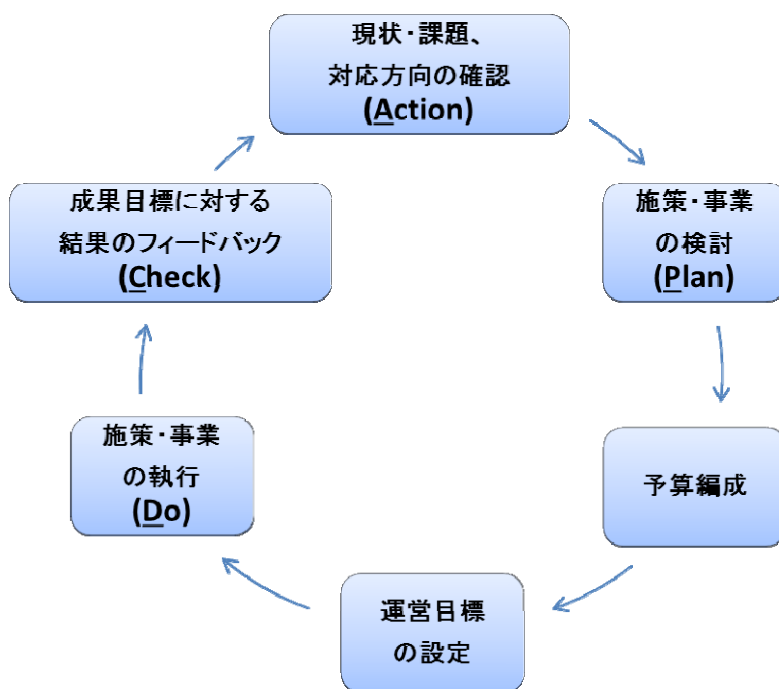 現状・課題、
対応方向の確認
(Action)
施策・事業
の検討
(Plan)
予算編成
運営目標
の設定
施策・事業
の執行
(Do)
成果目標に対する
結果のフィードバック
(Check)